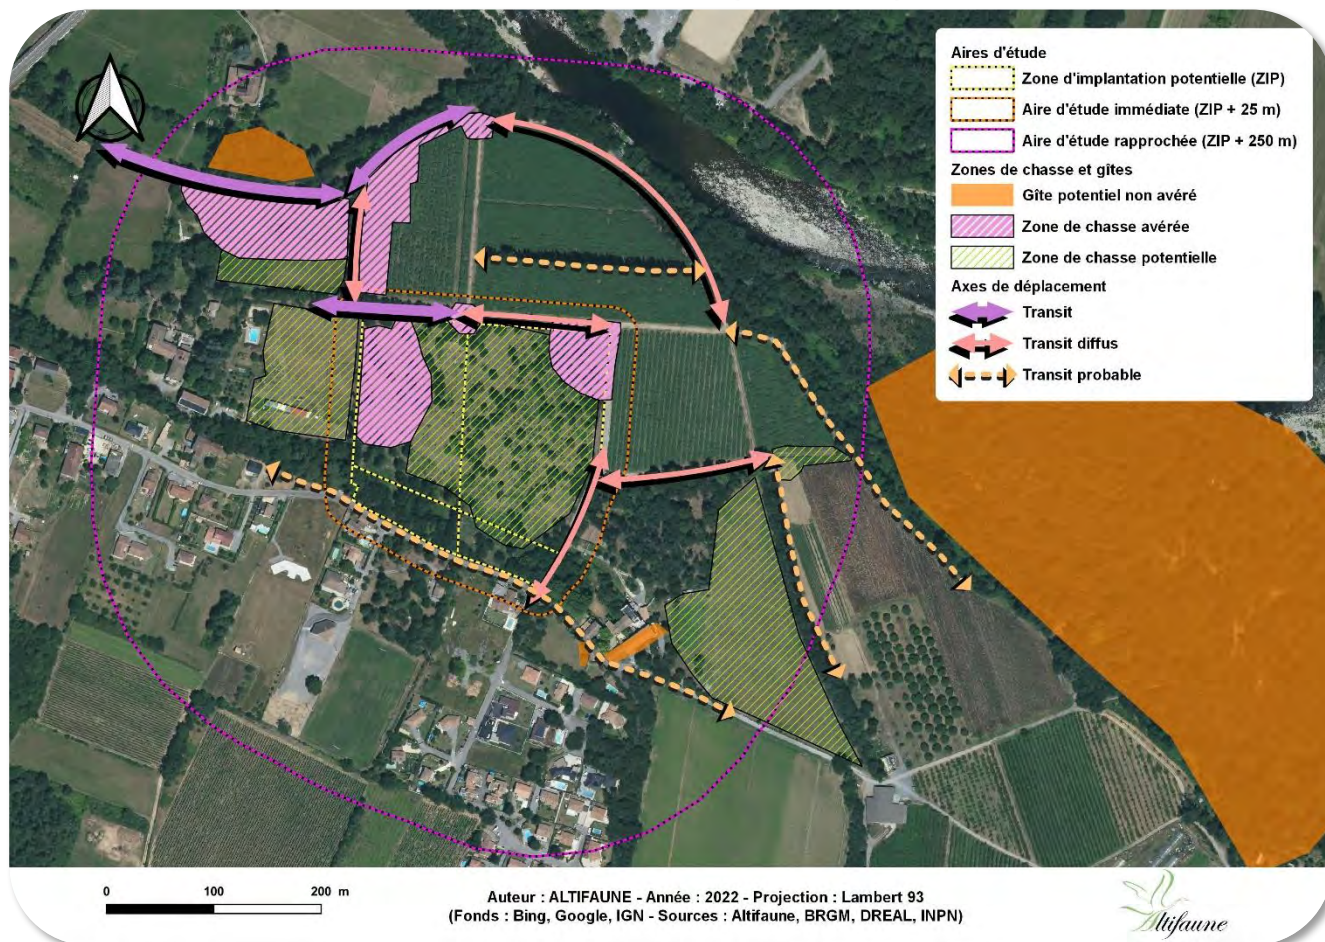 Aires d'étude
Zone d'implantation potentielle (ZIP)
Aire d'étude immédiate (ZIP + 25 m)
Aire d'étude rapprochée (ZIP + 250 m)
Zones de chasse et gîtes
Gîte potentiel non avéré
Zone de chasse avérée
Zone de chasse potentielle
Axes de déplacement
Transit
Transit diffus
Transit probable
0 100 200 m
Auteur : ALTIFAUNE - Année : 2022 - Projection : Lambert 93
(Fonds : Bing, Google, IGN - Sources : Altifaune, BRGM, DREAL, INPN)
Altifaune